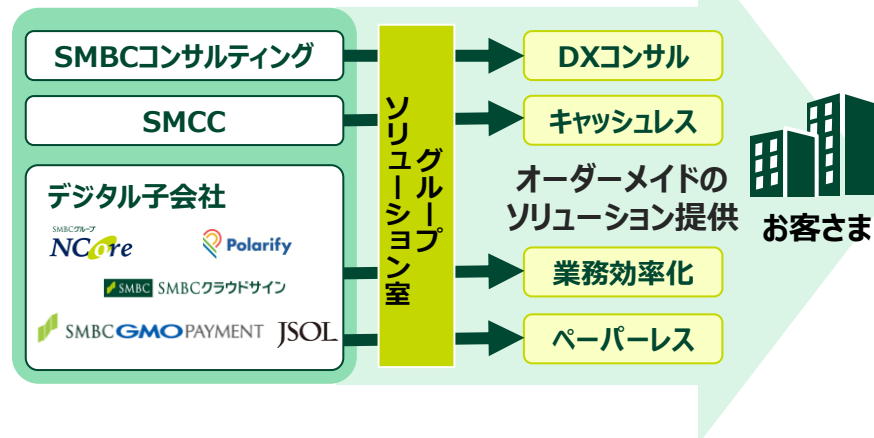 SMBCコンサルティング
SMCC
デジタル子会社
SMBCグループ
NCore
Polarify
SMBC SMBCクラウドサイン
SMBC GMO PAYMENT
JSOL
グループ
ソリューション室
DXコンサル
キャッシュレス
オーダーメイドの
ソリューション提供
業務効率化
ペーパーレス
お客さま